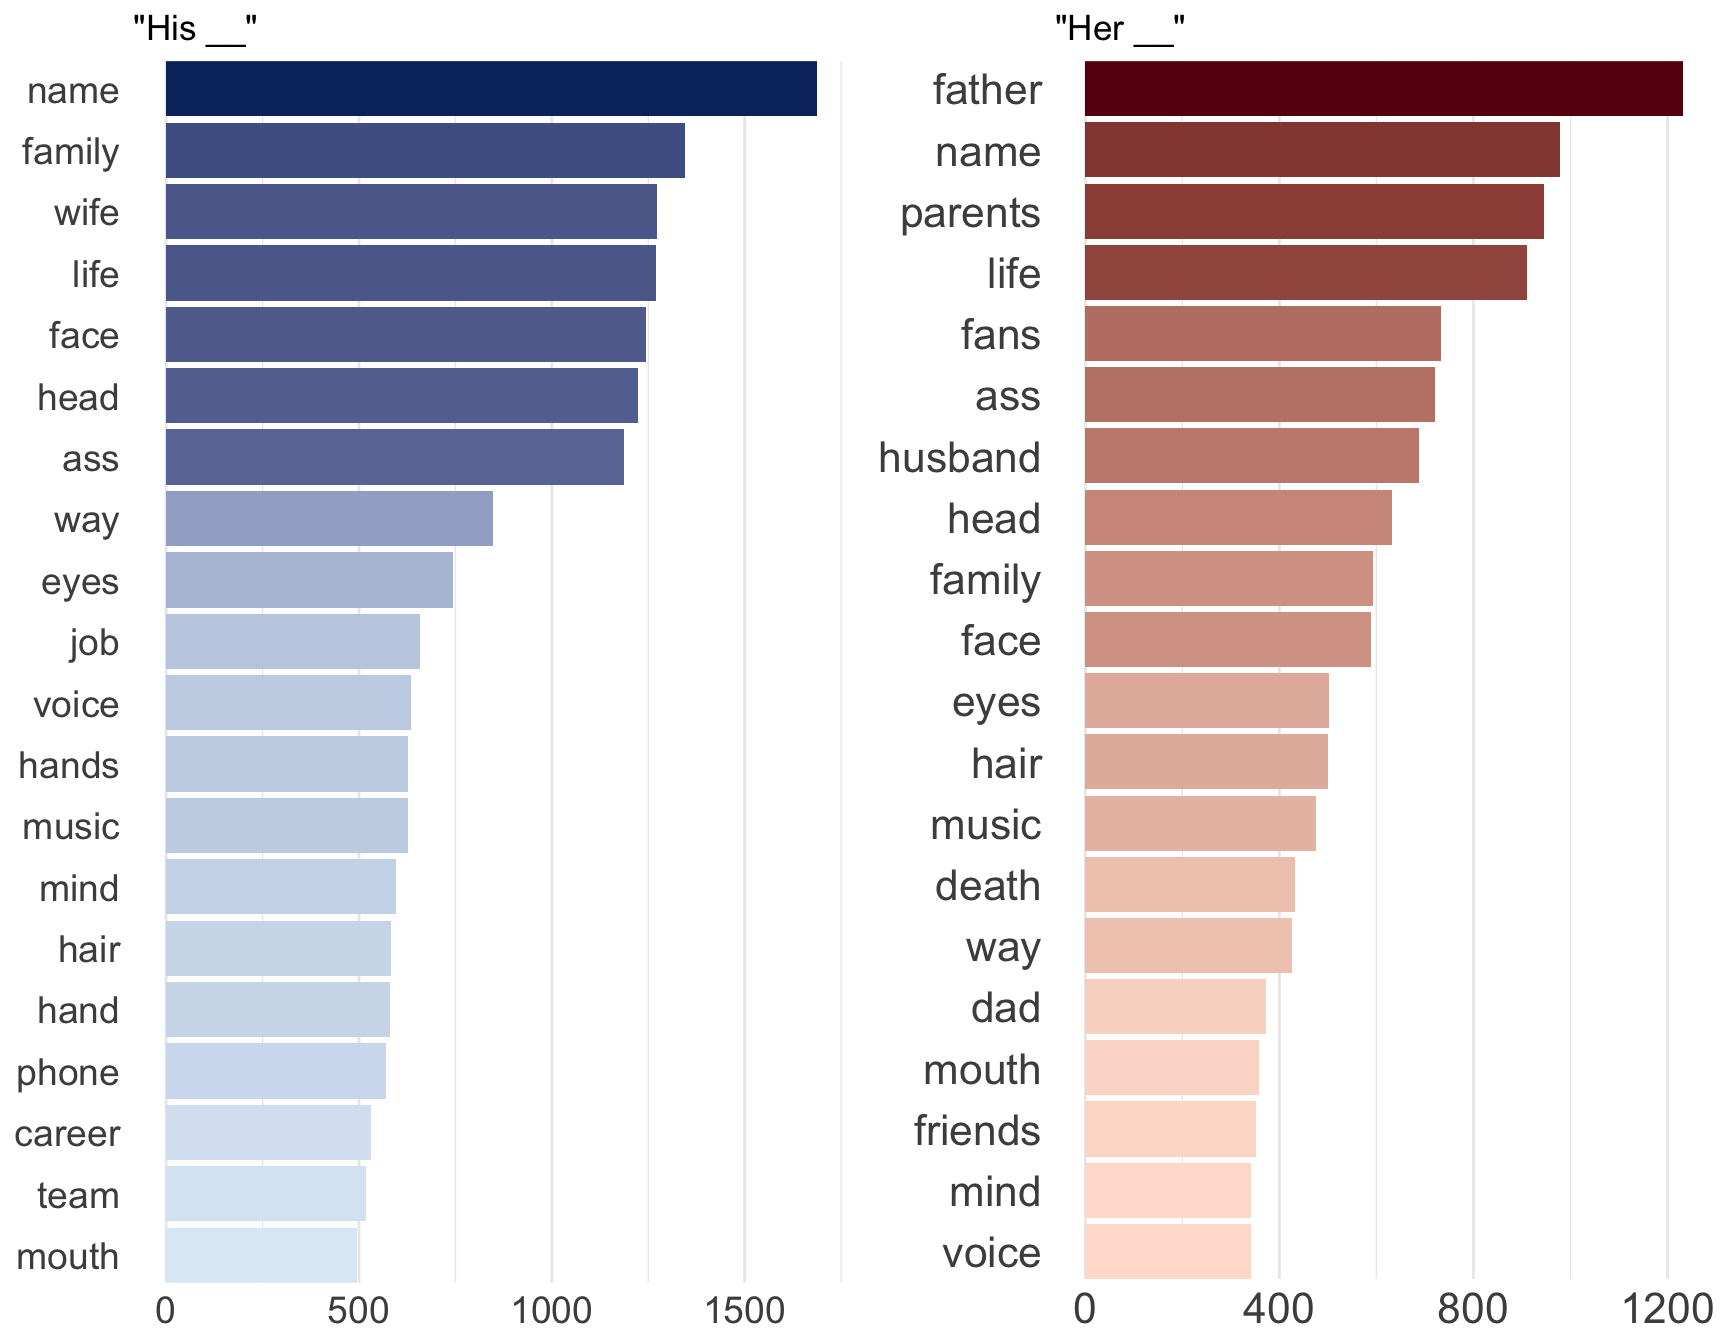 "His __"
name
family
wife
life
face
head
ass
way
eyes
job
voice
hands
music
mind
hair
hand
phone
career
team
mouth
0 500 1000 1500
"Her __"
father
name
parents
life
fans
ass
husband
head
family
face
eyes
hair
music
death
way
dad
mouth
friends
mind
voice
0 400 800 1200